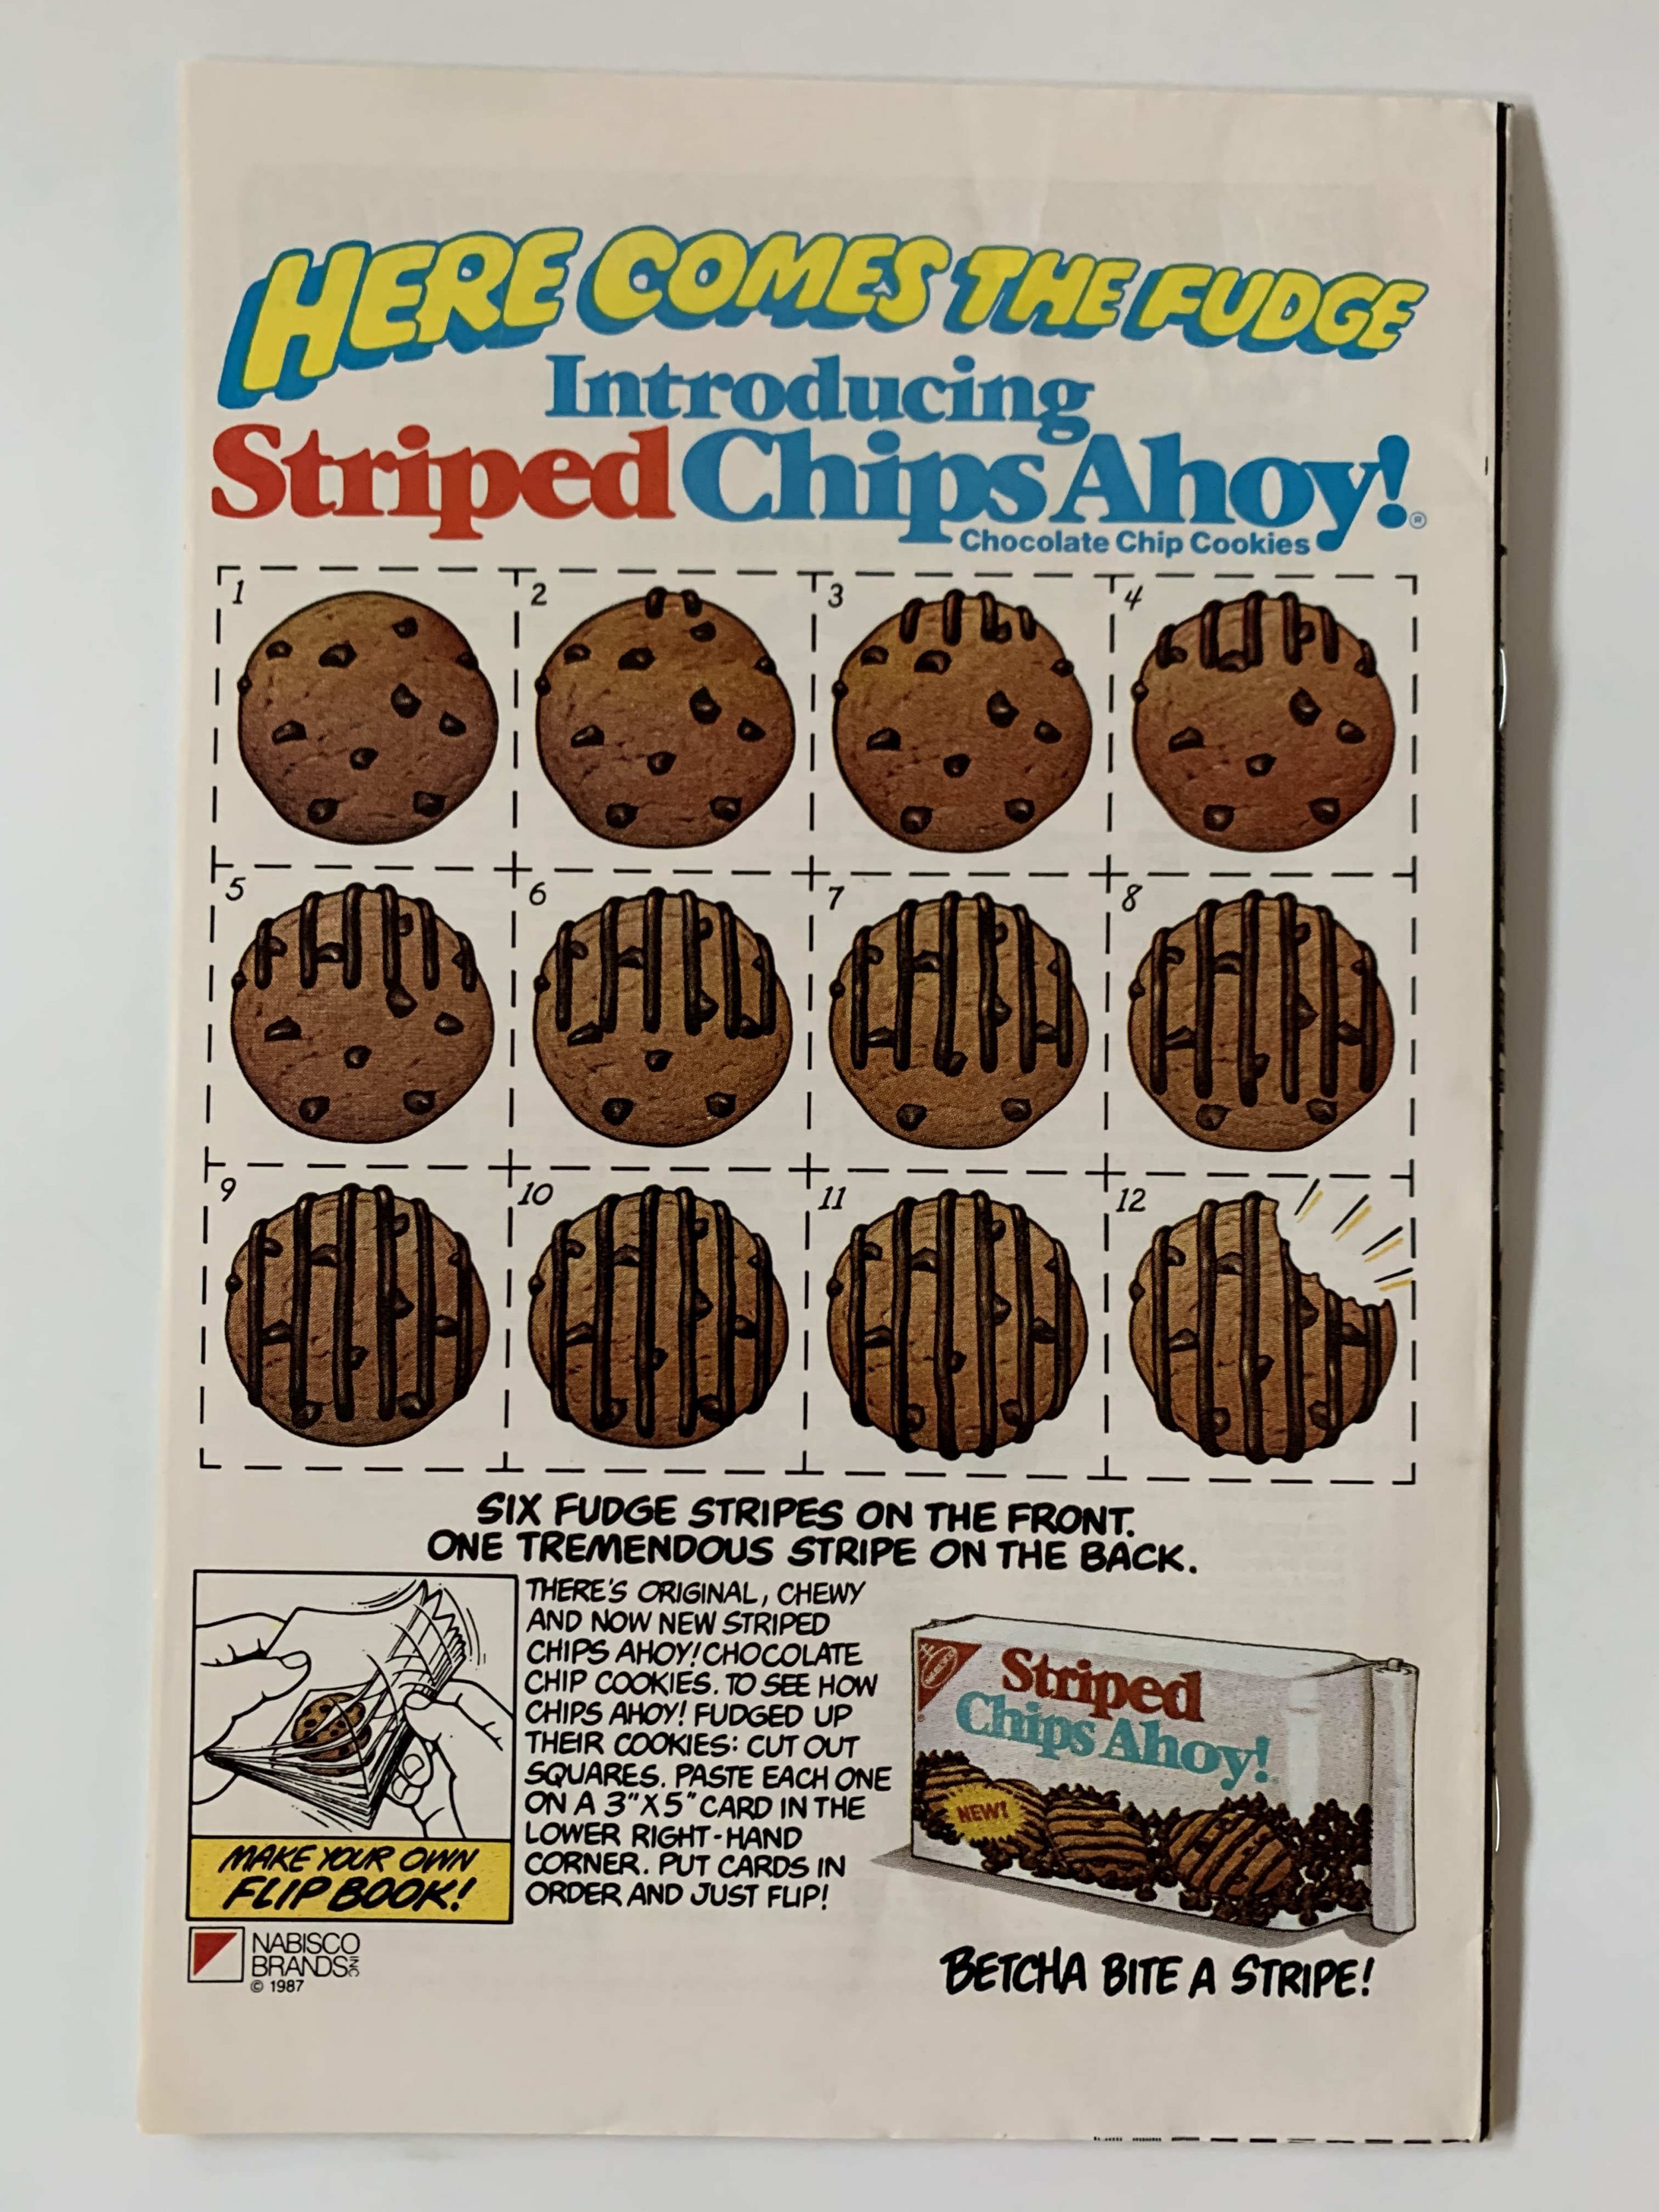 HERE COMES THE FUDGE
Introducing
Striped Chips Ahoy!®
Chocolate Chip Cookies
1
2
3
4
5
6
7
8
9
10
11
12
SIX FUDGE STRIPES ON THE FRONT.
ONE TREMENDOUS STRIPE ON THE BACK.
THERE'S ORIGINAL, CHEWY
AND NOW NEW STRIPED
CHIPS AHOY! CHOCOLATE
CHIP COOKIES. TO SEE HOW
CHIPS AHOY! FUDGED UP
THEIR COOKIES: CUT OUT
SQUARES. PASTE EACH ONE
ON A 3"X5" CARD IN THE
LOWER RIGHT-HAND
CORNER. PUT CARDS IN
ORDER AND JUST FLIP!
MAKE YOUR OWN
FLIP BOOK!
NABISCO
Striped
Chips Ahoy!
NEW!
NABISCO
BRANDS INC
© 1987
BETCHA BITE A STRIPE!